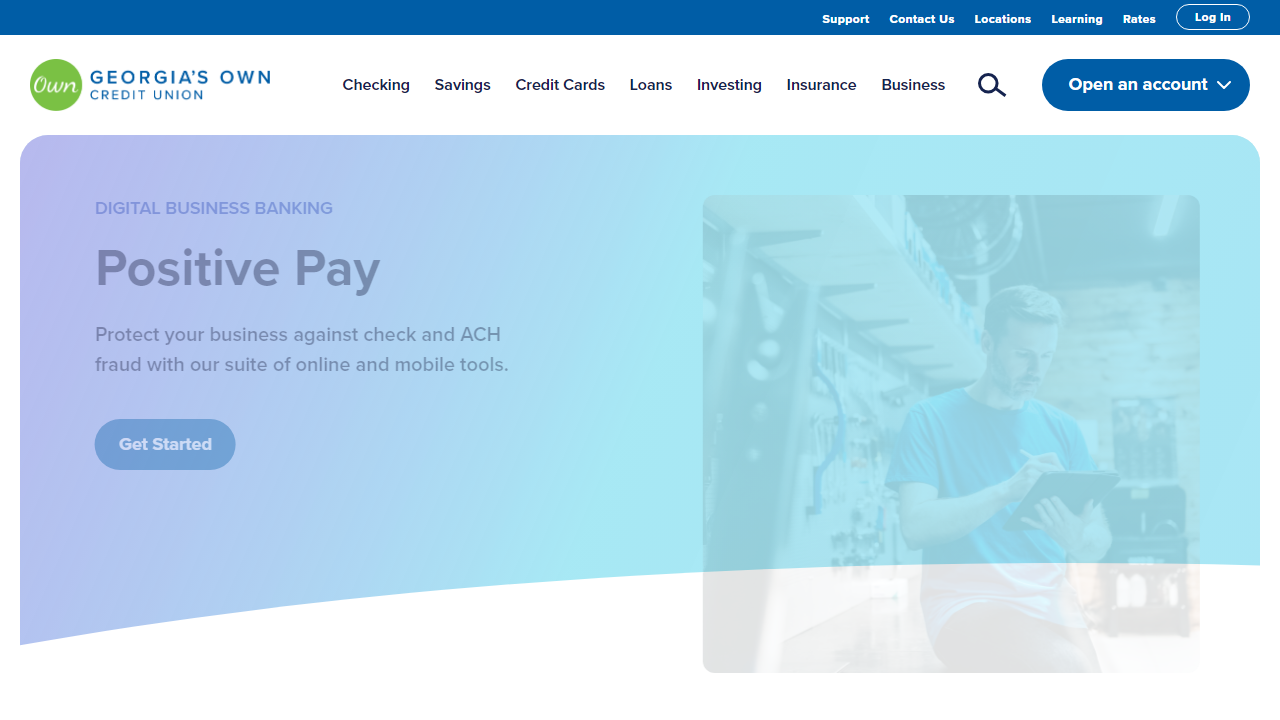 Support Contact Us Locations Learning Rates Log In
Own GEORGIA'S OWN
CREDIT UNION
Checking Savings Credit Cards Loans Investing Insurance Business Open an account
DIGITAL BUSINESS BANKING
Positive Pay
Protect your business against check and ACH
fraud with our suite of online and mobile tools.
Get Started